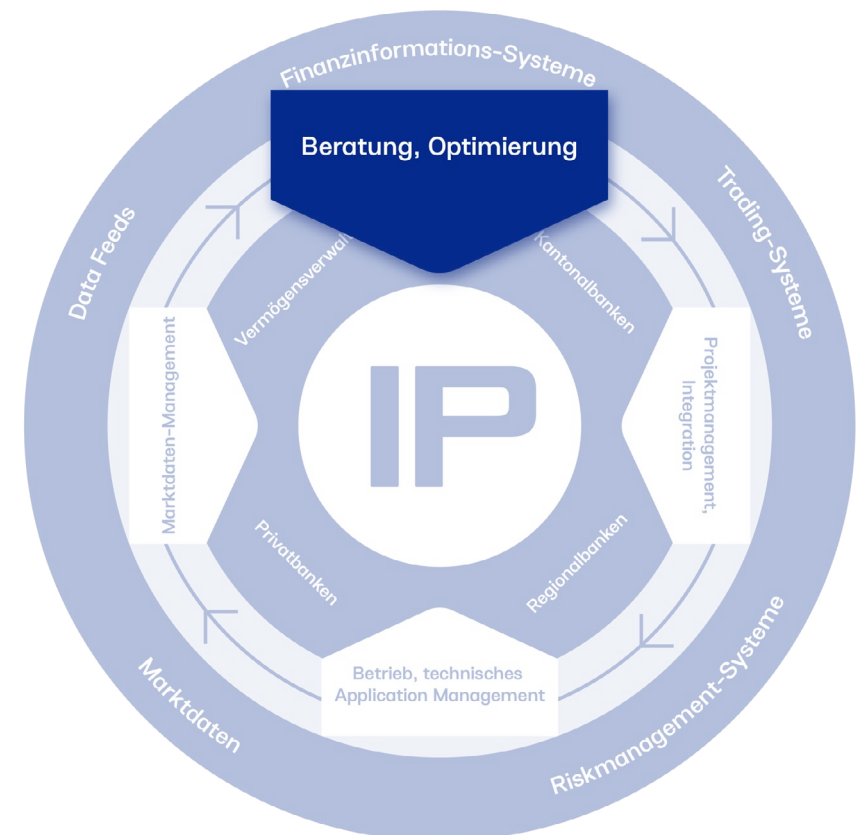 Finanzinformations-Systeme
Beratung, Optimierung
Trading-Systeme
Data Feeds
Kantonalbanken
Marktdaten-Management
IP
Projektmanagement,
Integration
Privatbanken
Regionalbanken
Betrieb, technisches
Application Management
Marktdaten
Riskmanagement-Systeme